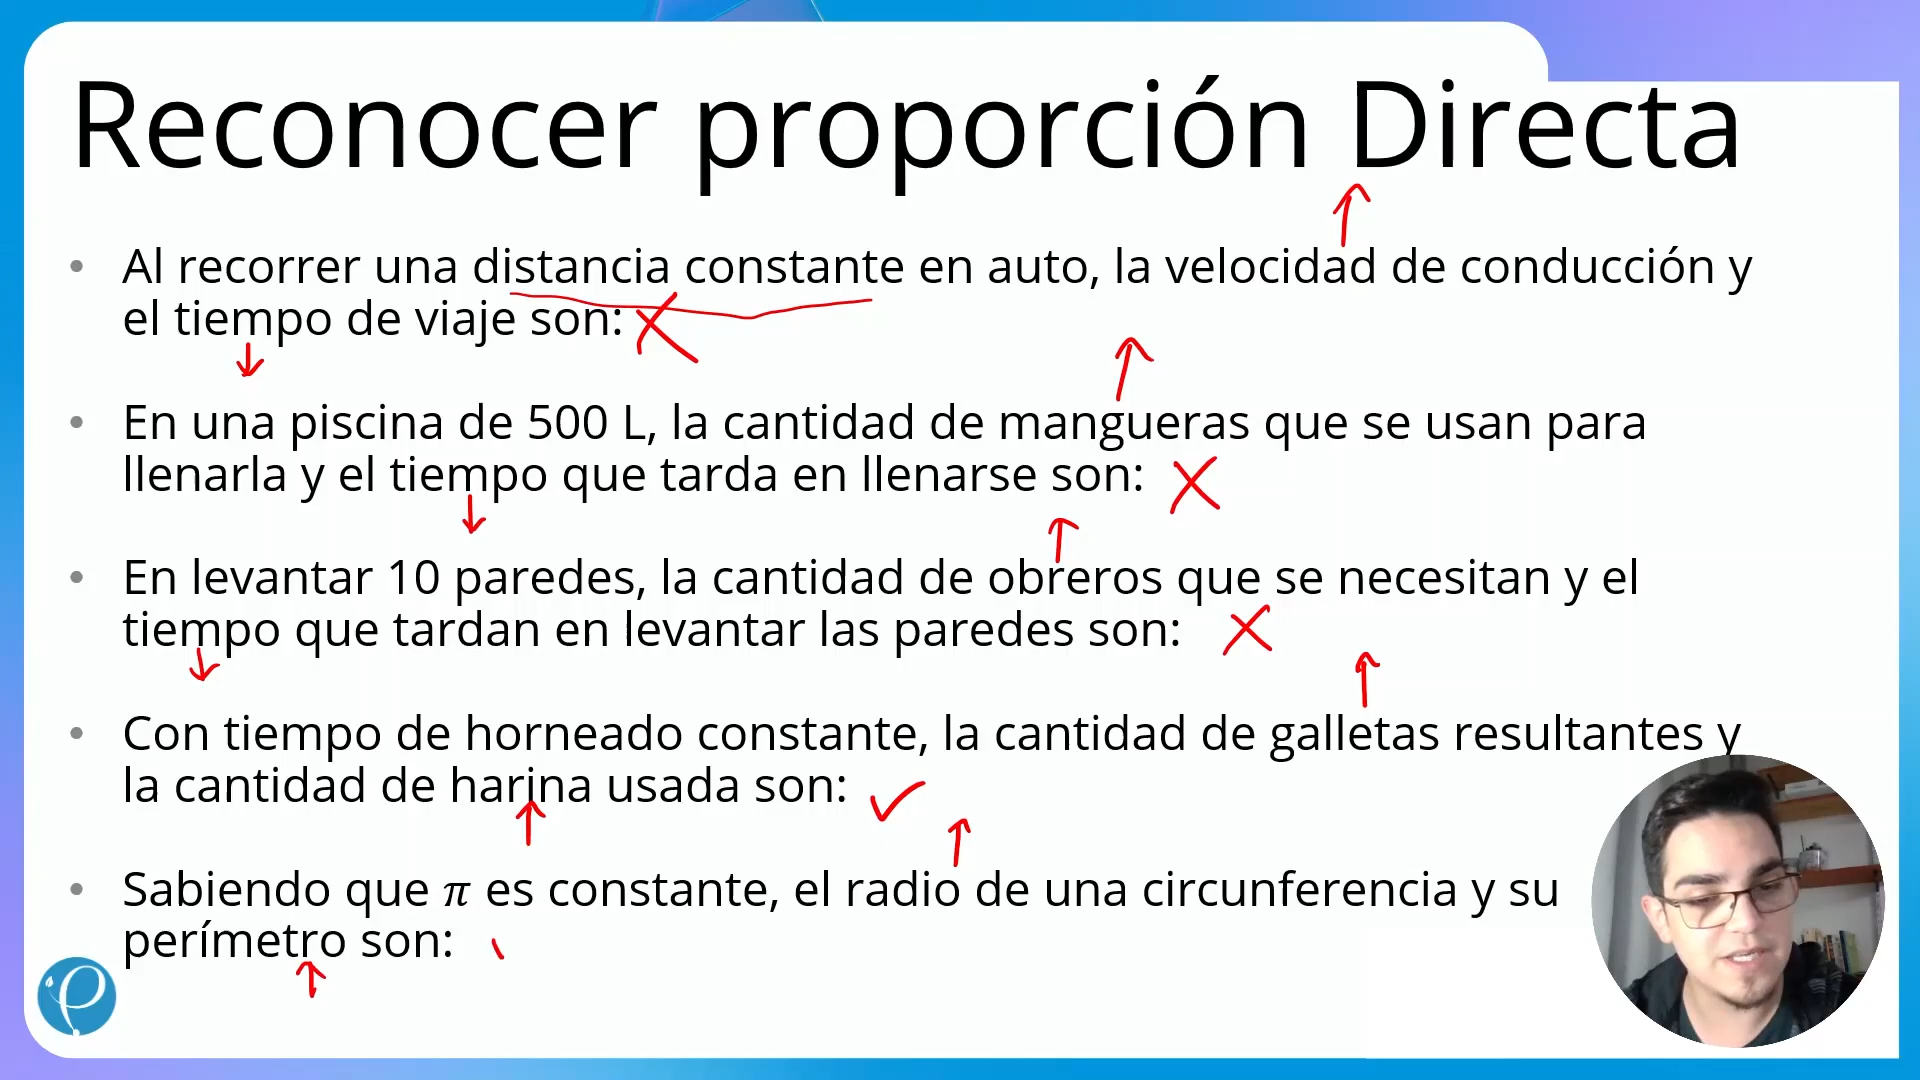 Reconocer proporción Directa
• Al recorrer una distancia constante en auto, la velocidad de conducción y
el tiempo de viaje son:
• En una piscina de 500 L, la cantidad de mangueras que se usan para
llenarla y el tiempo que tarda en llenarse son:
• En levantar 10 paredes, la cantidad de obreros que se necesitan y el
tiempo que tardan en levantar las paredes son:
• Con tiempo de horneado constante, la cantidad de galletas resultantes y
la cantidad de harina usada son:
• Sabiendo que π es constante, el radio de una circunferencia y su
perímetro son: